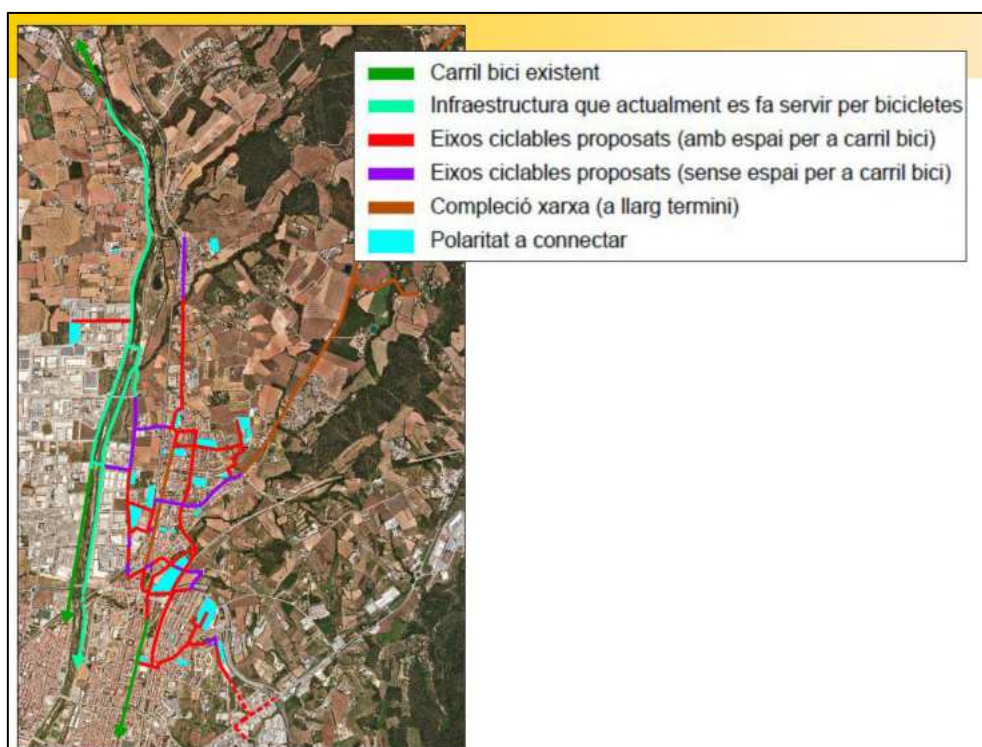 Carril bici existent
Infraestructura que actualment es fa servir per bicicletes
Eixos ciclables proposats (amb espai per a carril bici)
Eixos ciclables proposats (sense espai per a carril bici)
Compleció xarxa (a llarg termini)
Polaritat a connectar